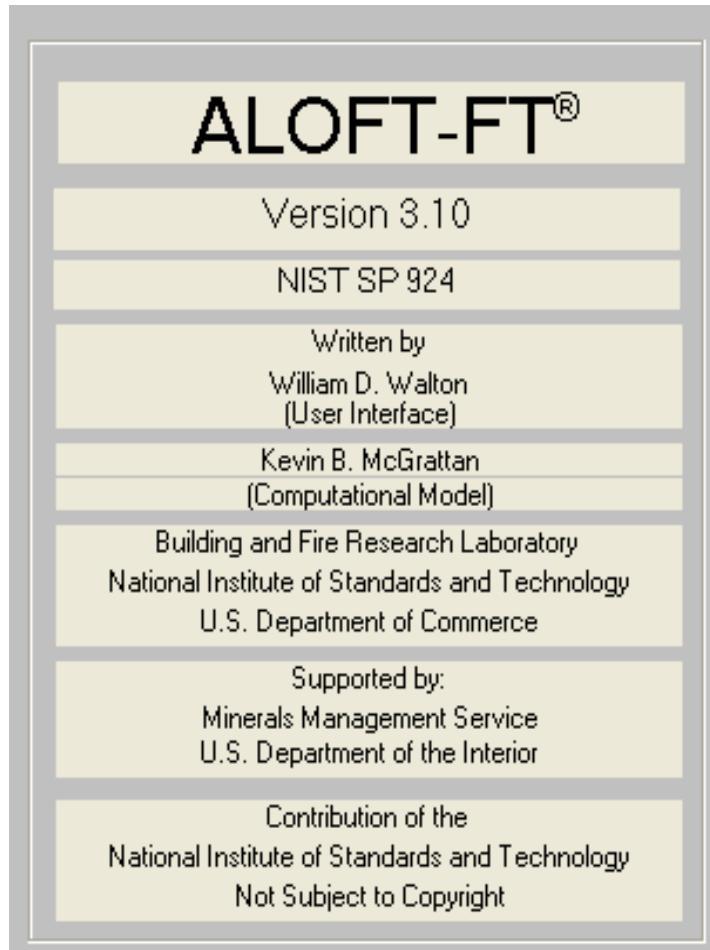 ALOFT-FT®
Version 3.10
NIST SP 924
Written by
William D. Walton
(User Interface)
Kevin B. McGrattan
(Computational Model)
Building and Fire Research Laboratory
National Institute of Standards and Technology
U.S. Department of Commerce
Supported by:
Minerals Management Service
U.S. Department of the Interior
Contribution of the
National Institute of Standards and Technology
Not Subject to Copyright